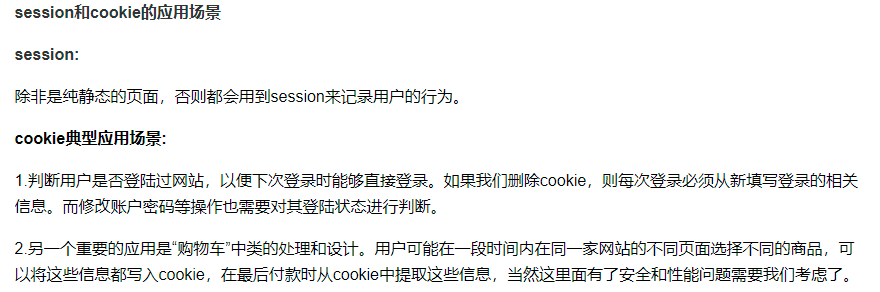 session和cookie的应用场景
session:
除非是纯静态的页面，否则都会用到session来记录用户的行为。
cookie典型应用场景:
1.判断用户是否登陆过网站，以便下次登录时能够直接登录。如果我们删除cookie，则每次登录必须从新填写登录的相关
信息。而修改账户密码等操作也需要对其登陆状态进行判断。
2.另一个重要的应用是“购物车”中类的处理和设计。用户可能在一段时间内在同一家网站的不同页面选择不同的商品，可
以将这些信息都写入cookie，在最后付款时从cookie中提取这些信息，当然这里面有了安全和性能问题需要我们考虑了。